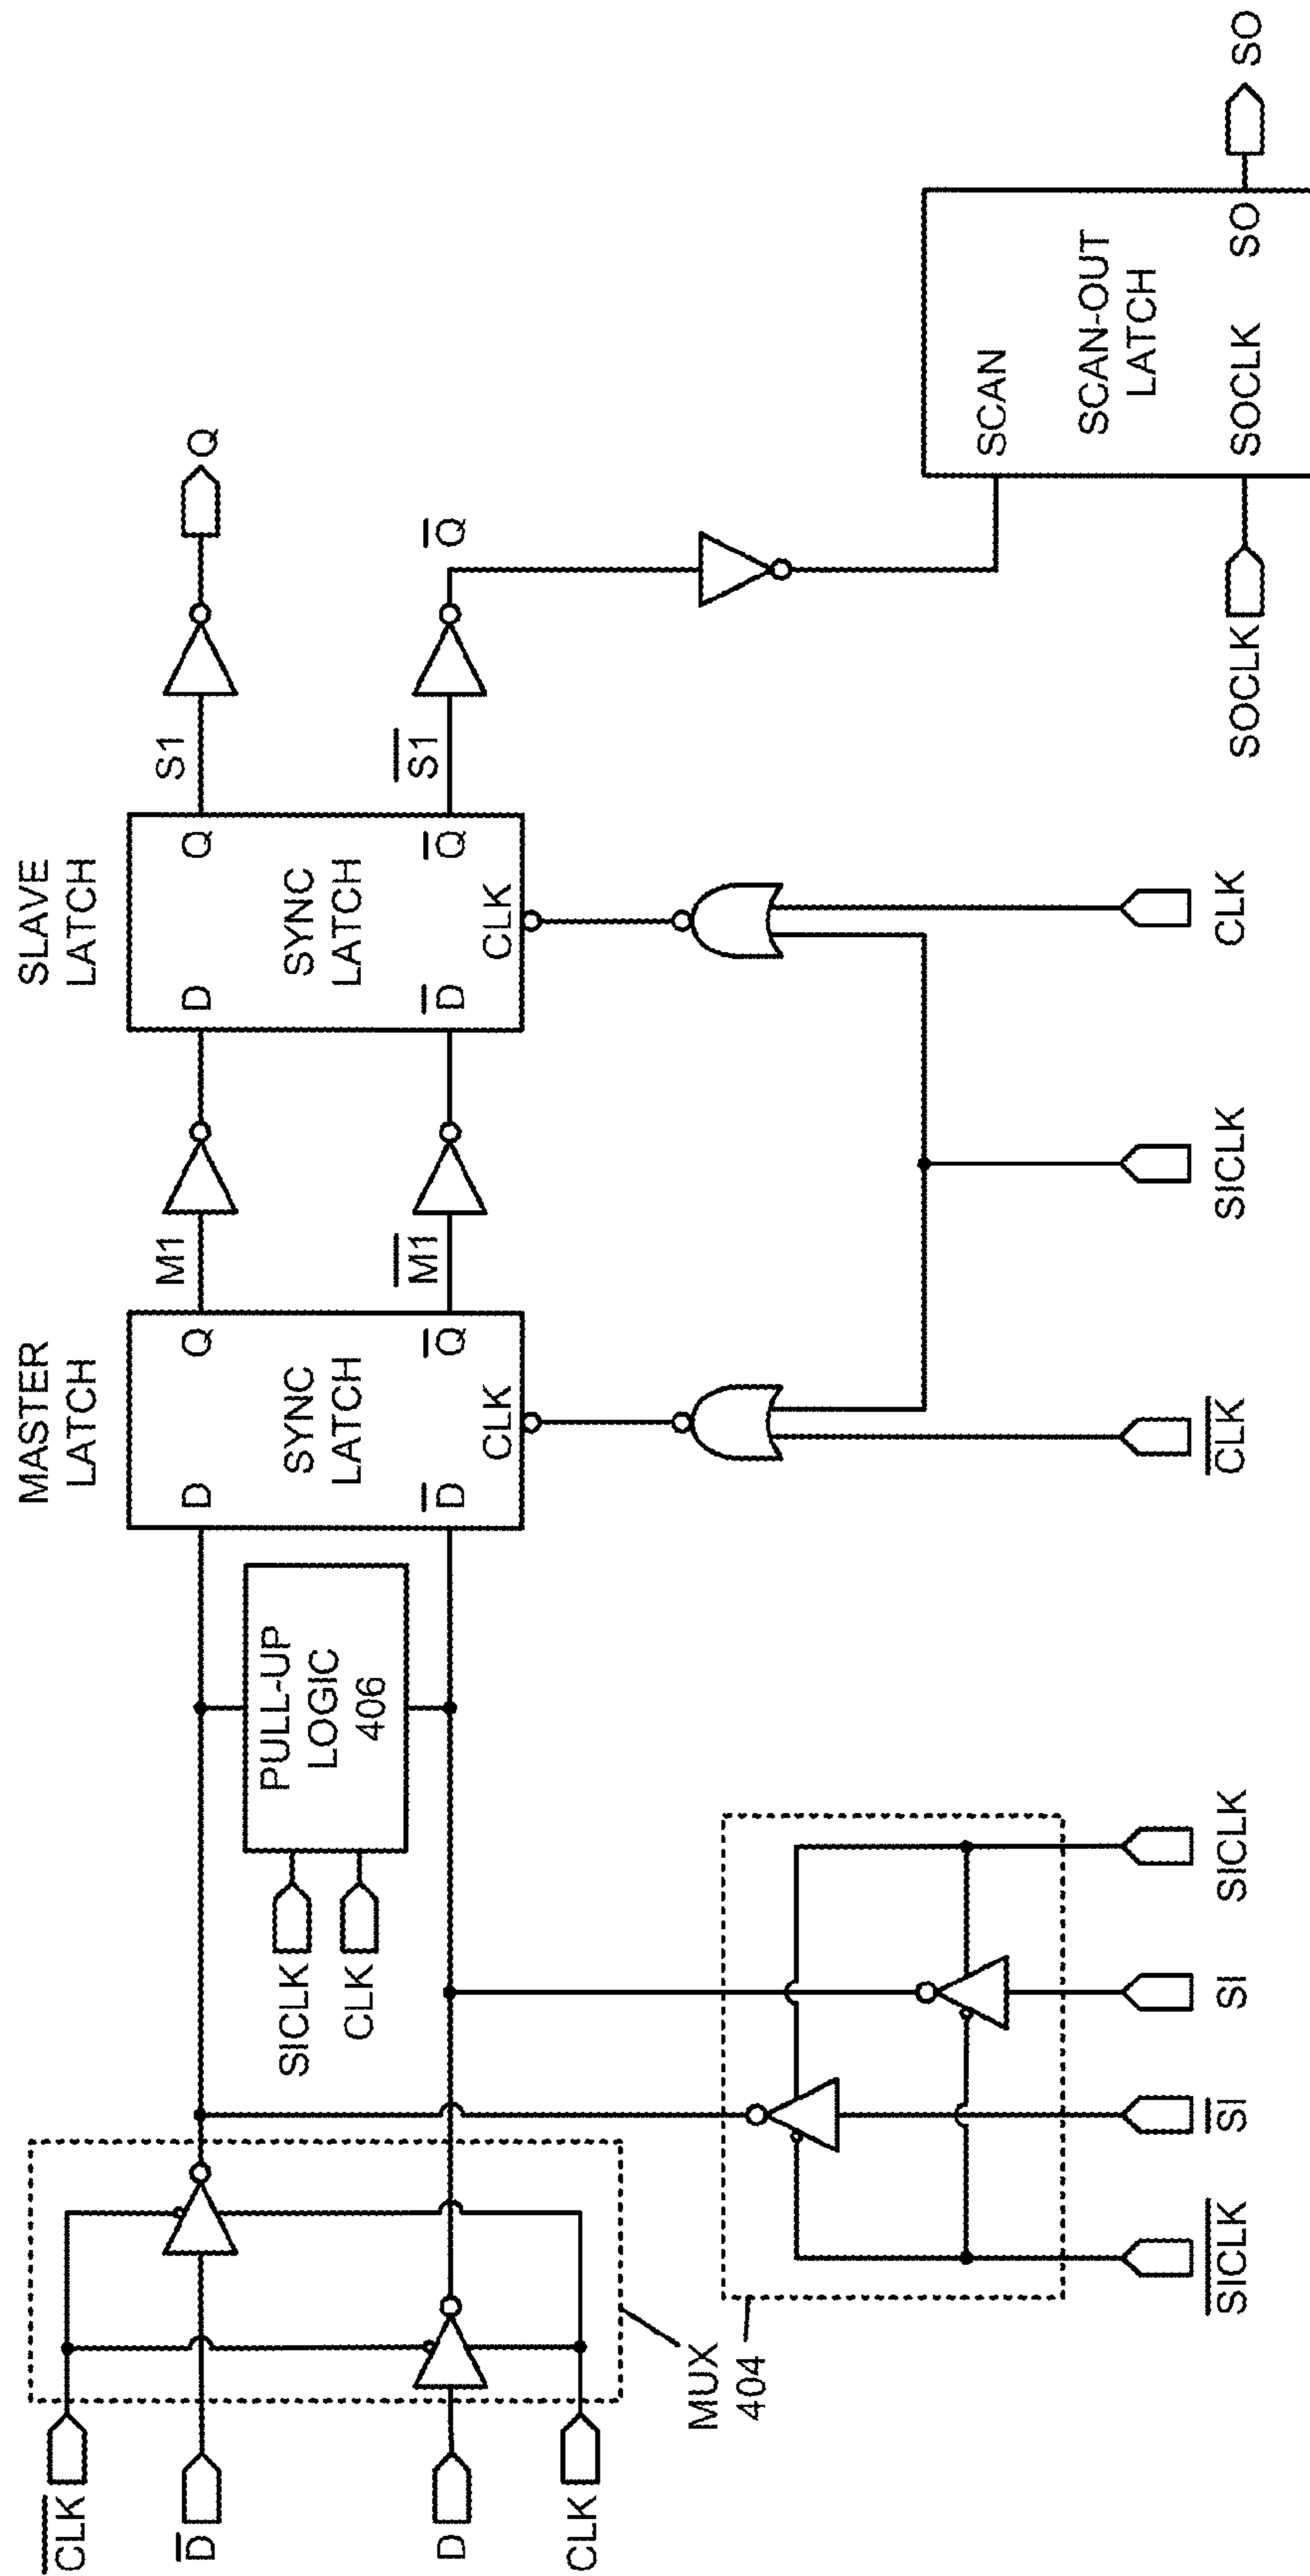 MASTER
LATCH
SLAVE
LATCH
C̅L̅K̅
D̅
D
CLK
MUX
404
SICLK
CLK
PULL-UP
LOGIC
406
D
Q
SYNC
LATCH
D̅
Q̅
CLK
M1
M̅1̅
D
Q
SYNC
LATCH
D̅
Q̅
CLK
S1
S̅1̅
Q
Q̅
S̅I̅C̅L̅K̅
S̅I̅
SI
SICLK
C̅L̅K̅
SICLK
CLK
SCAN
SCAN-OUT
LATCH
SOCLK
SO
SOCLK
SO